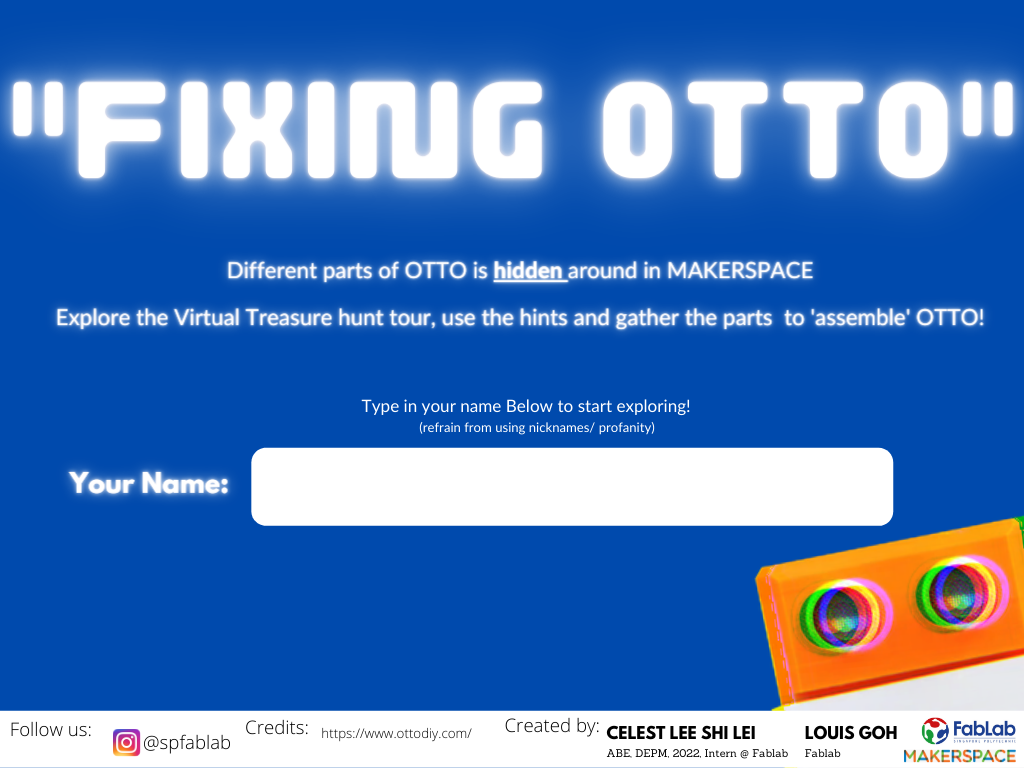 "FIXING OTTO"
Different parts of OTTO is hidden around in MAKERSPACE
Explore the Virtual Treasure hunt tour, use the hints and gather the parts to 'assemble' OTTO!
Type in your name Below to start exploring!
(refrain from using nicknames/ profanity)
Your Name:
Follow us:
@spfablab
Credits:
https://www.ottodiy.com/
Created by:
CELEST LEE SHI LEI
ABE, DEPM, 2022, Intern @ Fablab
LOUIS GOH
Fablab
FabLab
SINGAPORE POLYTECHNIC
MAKERSPACE